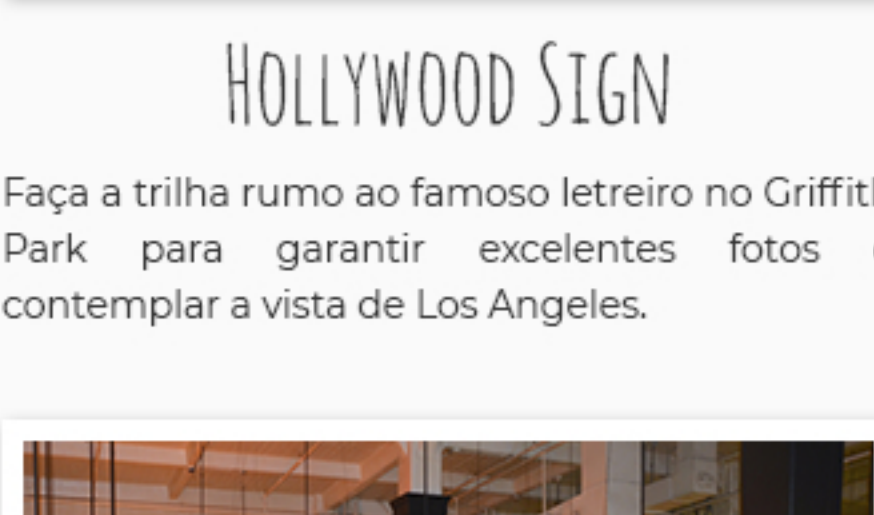 Hollywood Sign
Faça a trilha rumo ao famoso letreiro no Griffith
Park para garantir excelentes fotos
contemplar a vista de Los Angeles.